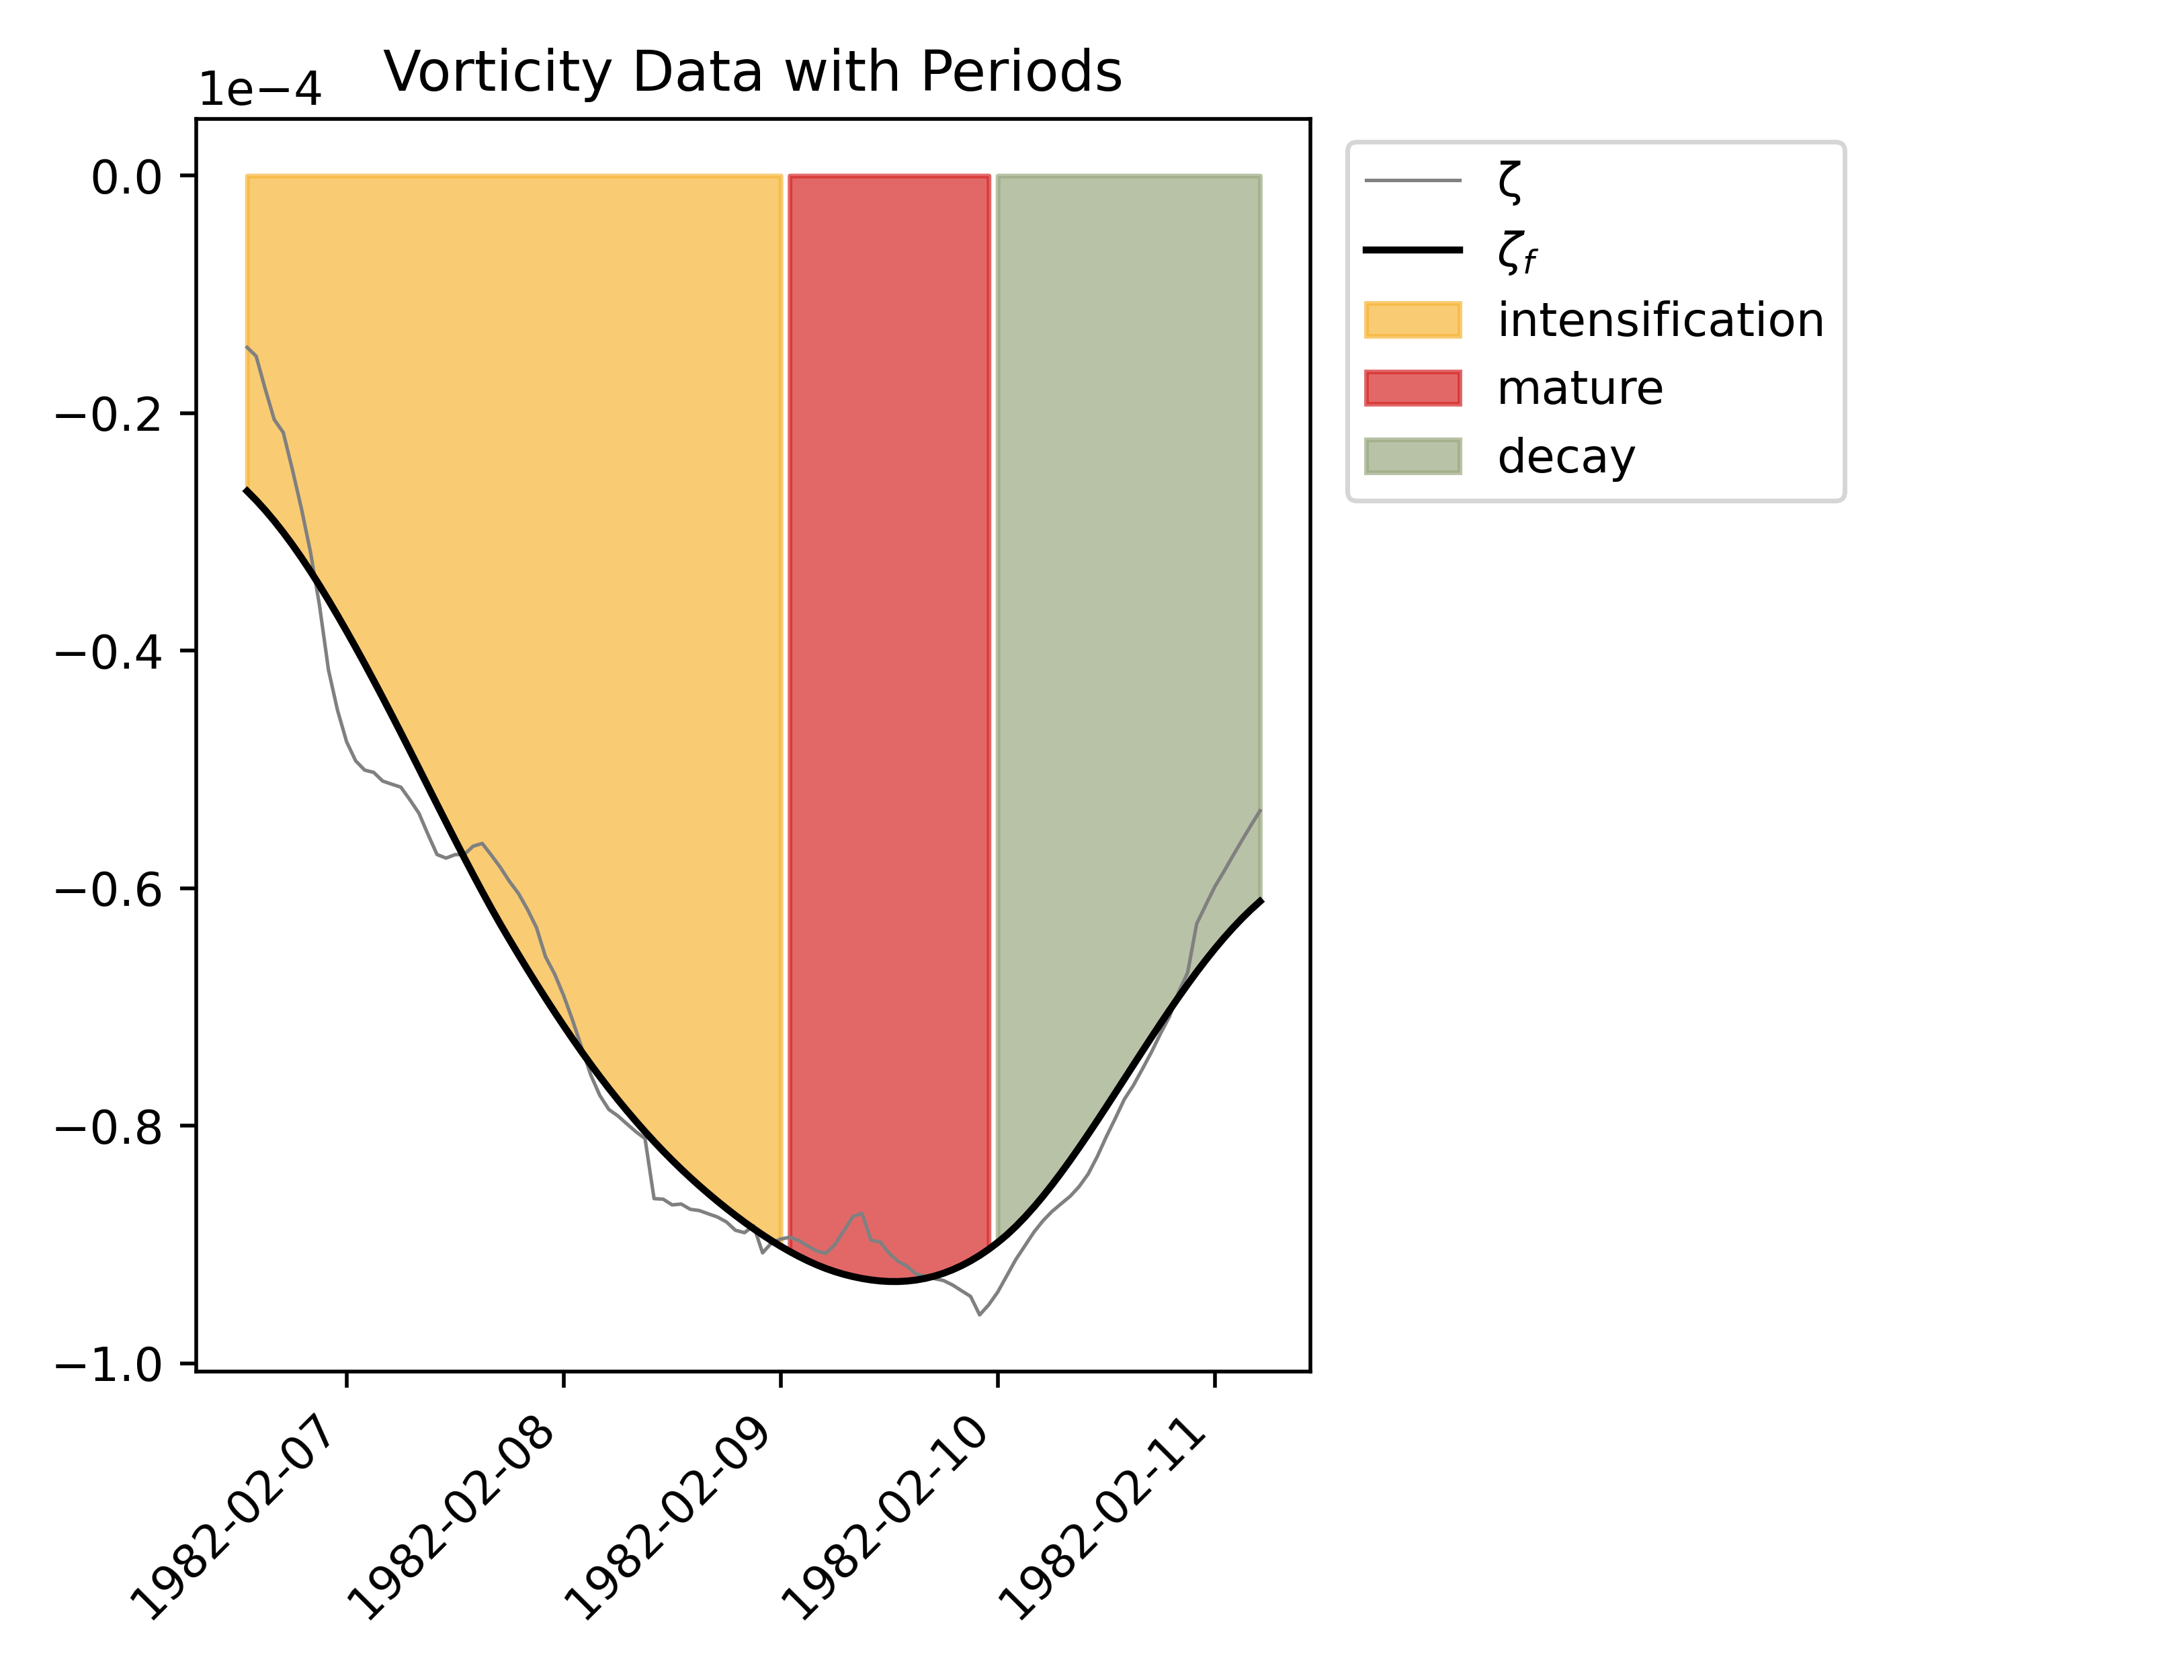 Vorticity Data with Periods
1e−4
0.0
−0.2
−0.4
−0.6
−0.8
−1.0
1982-02-07
1982-02-08
1982-02-09
1982-02-10
1982-02-11
ζ
ζf
intensification
mature
decay